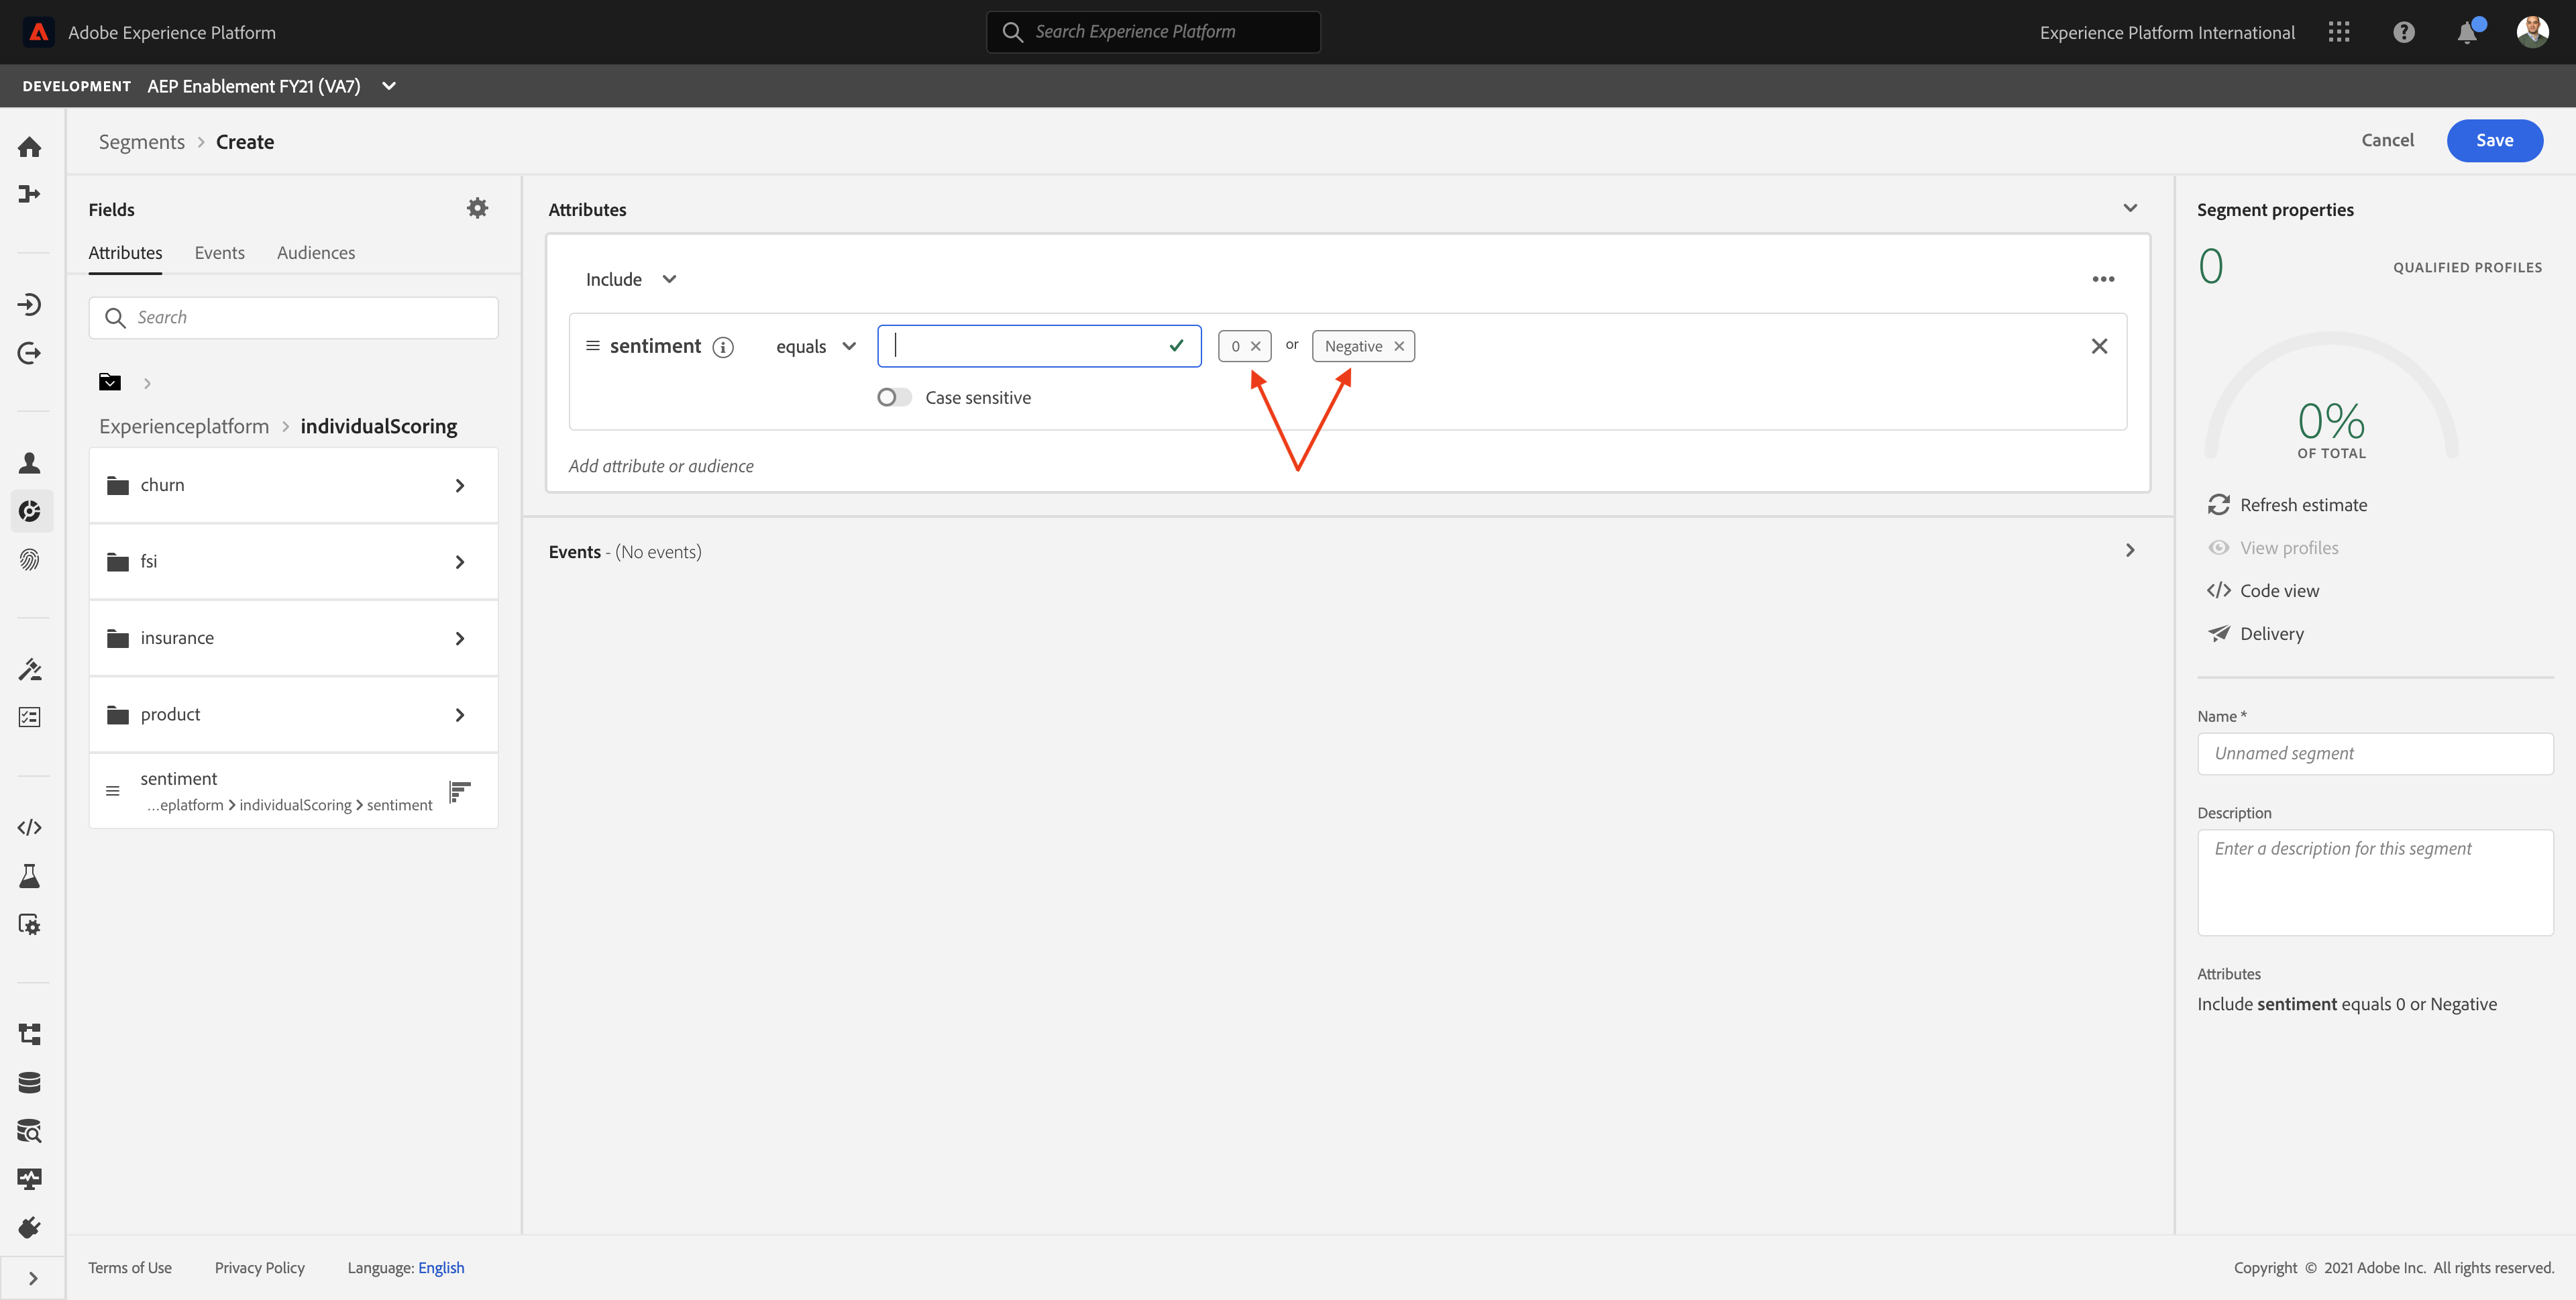 Adobe Experience Platform
Search Experience Platform
Experience Platform International
DEVELOPMENT AEP Enablement FY21 (VA7)
Segments > Create
Cancel
Save
Fields
Attributes Events Audiences
Search
Experienceplatform > individualScoring
churn
fsi
insurance
product
sentiment
...eplatform > individualScoring > sentiment
Attributes
Include
sentiment equals 0 or Negative
Case sensitive
Add attribute or audience
Events - (No events)
Segment properties
0 QUALIFIED PROFILES
0%
OF TOTAL
Refresh estimate
View profiles
Code view
Delivery
Name *
Unnamed segment
Description
Enter a description for this segment
Attributes
Include sentiment equals 0 or Negative
Terms of Use Privacy Policy Language: English
Copyright © 2021 Adobe Inc. All rights reserved.